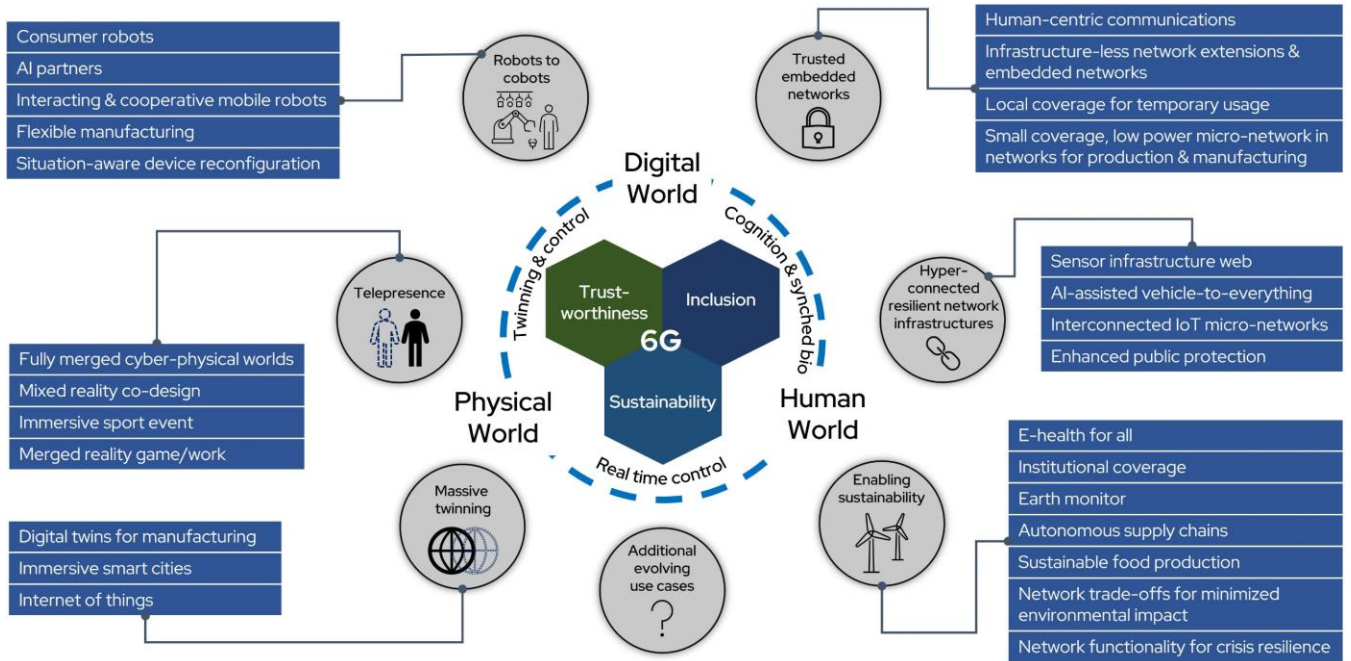 Consumer robots
AI partners
Interacting & cooperative mobile robots
Flexible manufacturing
Situation-aware device reconfiguration
Robots to
cobots
Trusted
embedded
networks
Human-centric communications
Infrastructure-less network extensions &
embedded networks
Local coverage for temporary usage
Small coverage, low power micro-network in
networks for production & manufacturing
Digital
World
Twinning & control
Cognition & synched bio
Trust-
worthiness
Inclusion
6G
Sustainability
Physical
World
Human
World
Real time control
Telepresence
Fully merged cyber-physical worlds
Mixed reality co-design
Immersive sport event
Merged reality game/work
Hyper-
connected
resilient network
infrastructures
Sensor infrastructure web
AI-assisted vehicle-to-everything
Interconnected IoT micro-networks
Enhanced public protection
Massive
twinning
Digital twins for manufacturing
Immersive smart cities
Internet of things
Additional
evolving
use cases
?
Enabling
sustainability
E-health for all
Institutional coverage
Earth monitor
Autonomous supply chains
Sustainable food production
Network trade-offs for minimized
environmental impact
Network functionality for crisis resilience